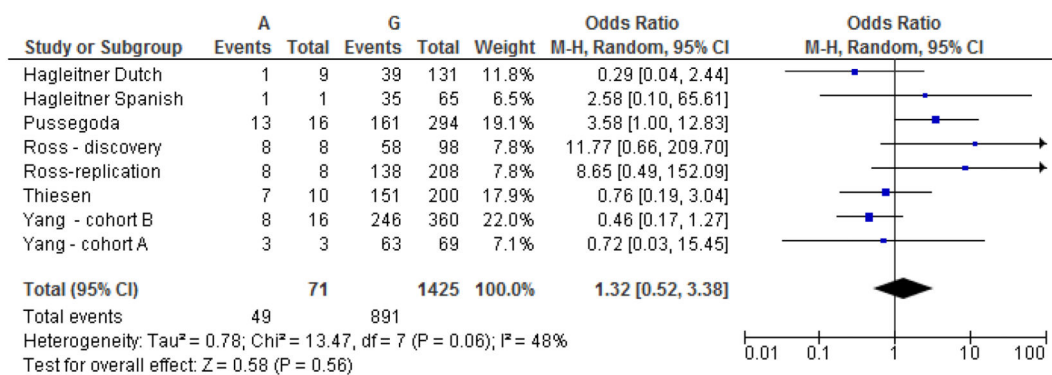 A G Odds Ratio Odds Ratio
Study or Subgroup Events Total Events Total Weight M-H, Random, 95% CI M-H, Random, 95% CI
Hagleitner Dutch 1 9 39 131 11.8% 0.29 [0.04, 2.44]
Hagleitner Spanish 1 1 35 65 6.5% 2.58 [0.10, 65.61]
Pussegoda 13 16 161 294 19.1% 3.58 [1.00, 12.83]
Ross - discovery 8 8 58 98 7.8% 11.77 [0.66, 209.70]
Ross-replication 8 8 138 208 7.8% 8.65 [0.49, 152.09]
Thiesen 7 10 151 200 17.9% 0.76 [0.19, 3.04]
Yang - cohort B 8 16 246 360 22.0% 0.46 [0.17, 1.27]
Yang - cohort A 3 3 63 69 7.1% 0.72 [0.03, 15.45]
Total (95% CI) 71 1425 100.0% 1.32 [0.52, 3.38]
Total events 49 891
Heterogeneity: Tau² = 0.78; Chi² = 13.47, df = 7 (P = 0.06); I² = 48%
Test for overall effect: Z = 0.58 (P = 0.56)
0.01 0.1 1 10 100